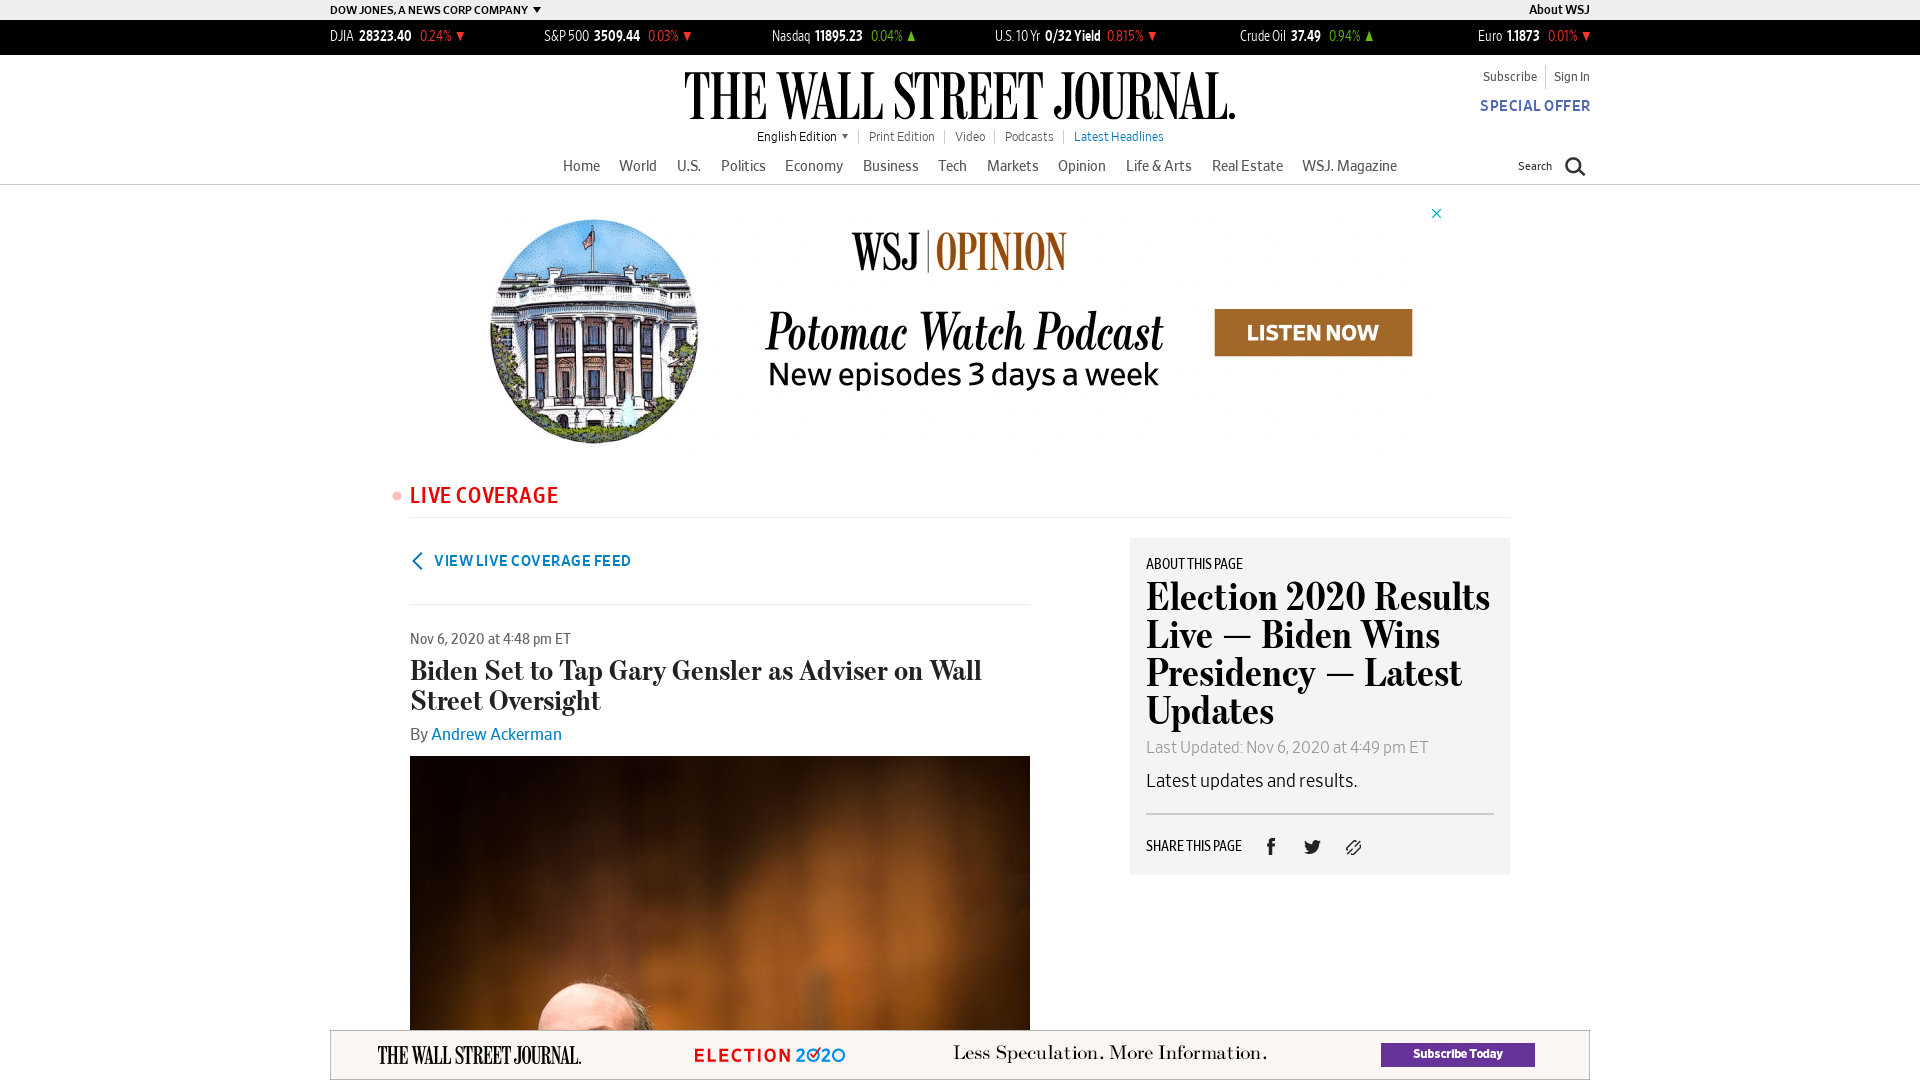 DOW JONES, A NEWS CORP COMPANY
About WSJ
DJIA 28323.40 0.24%
S&P 500 3509.44 0.03%
Nasdaq 11895.23 0.04%
U.S. 10 Yr 0/32 Yield 0.815%
Crude Oil 37.49 0.94%
Euro 1.1873 0.01%
THE WALL STREET JOURNAL.
Subscribe
Sign In
SPECIAL OFFER
English Edition
Print Edition
Video
Podcasts
Latest Headlines
Home
World
U.S.
Politics
Economy
Business
Tech
Markets
Opinion
Life & Arts
Real Estate
WSJ. Magazine
Search
WSJ OPINION
Potomac Watch Podcast
New episodes 3 days a week
LISTEN NOW
LIVE COVERAGE
VIEW LIVE COVERAGE FEED
Nov 6, 2020 at 4:48 pm ET
Biden Set to Tap Gary Gensler as Adviser on Wall
Street Oversight
By Andrew Ackerman
ABOUT THIS PAGE
Election 2020 Results
Live — Biden Wins
Presidency — Latest
Updates
Last Updated: Nov 6, 2020 at 4:49 pm ET
Latest updates and results.
SHARE THIS PAGE
THE WALL STREET JOURNAL.
ELECTION 2020
Less Speculation. More Information.
Subscribe Today